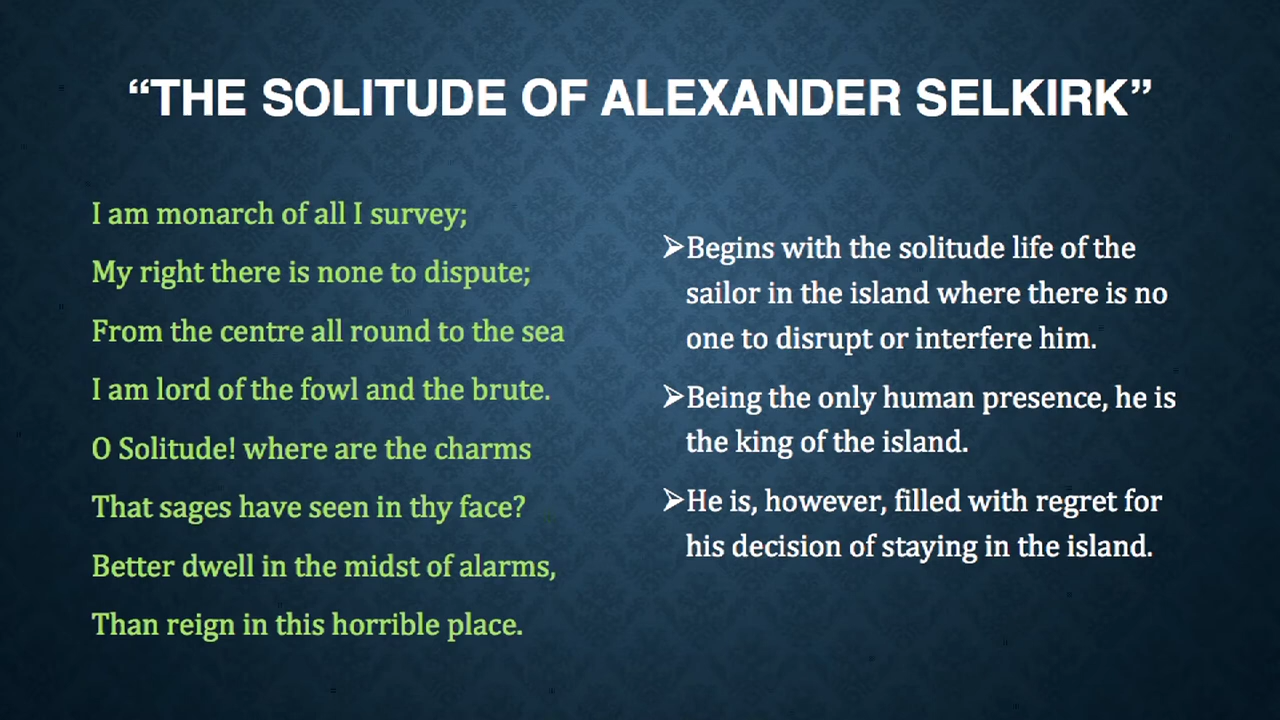 “THE SOLITUDE OF ALEXANDER SELKIRK”
I am monarch of all I survey;
My right there is none to dispute;
From the centre all round to the sea
I am lord of the fowl and the brute.
O Solitude! where are the charms
That sages have seen in thy face?
Better dwell in the midst of alarms,
Than reign in this horrible place.
➢Begins with the solitude life of the
sailor in the island where there is no
one to disrupt or interfere him.
➢Being the only human presence, he is
the king of the island.
➢He is, however, filled with regret for
his decision of staying in the island.